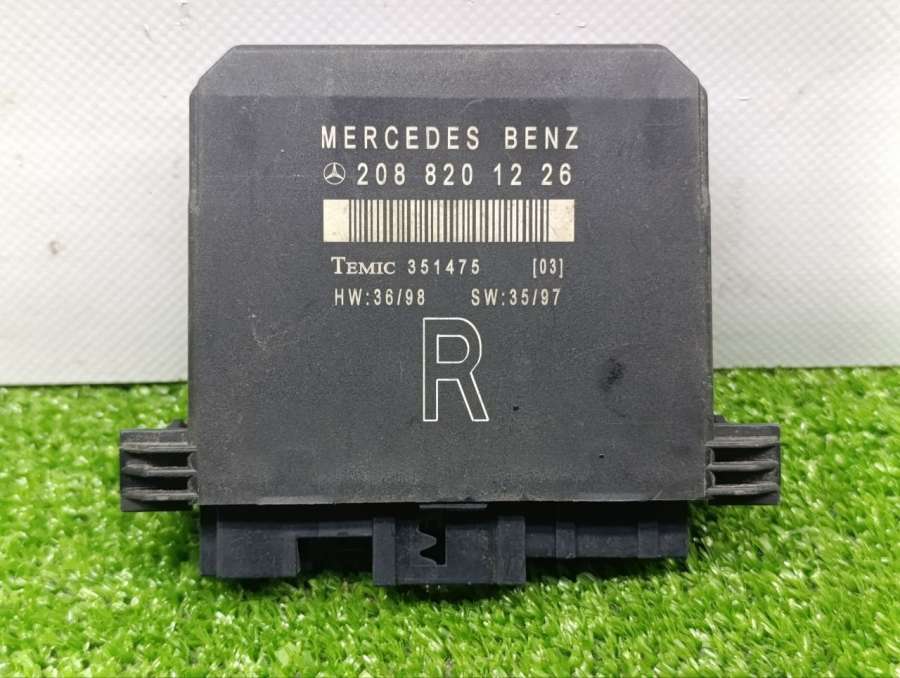 MERCEDES BENZ
208 820 12 26
TEMIC 351475 [03]
HW:36/98 SW:35/97
R